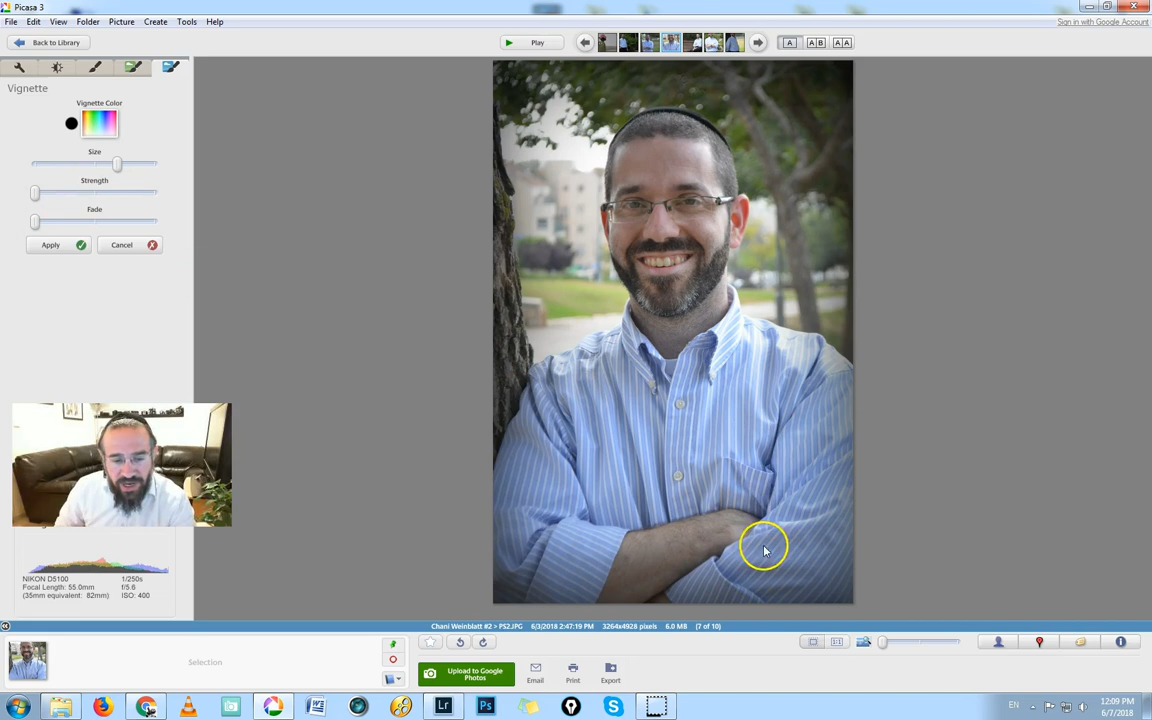 Picasa 3
File Edit View Folder Picture Create Tools Help
Sign in with Google Account
Back to Library
Play
A
A B
A A
Vignette
Vignette Color
Size
Strength
Fade
Apply
Cancel
NIKON D5100 1/250s
Focal Length: 55.0mm f/5.6
(35mm equivalent: 82mm) ISO: 400
Chani Weinblatt #2 > PS2.JPG 6/3/2018 2:47:19 PM 3264x4928 pixels 6.0 MB (7 of 10)
1:1
Selection
Upload to Google
Photos
Email
Print
Export
Lr
Ps
EN
12:09 PM
6/7/2018